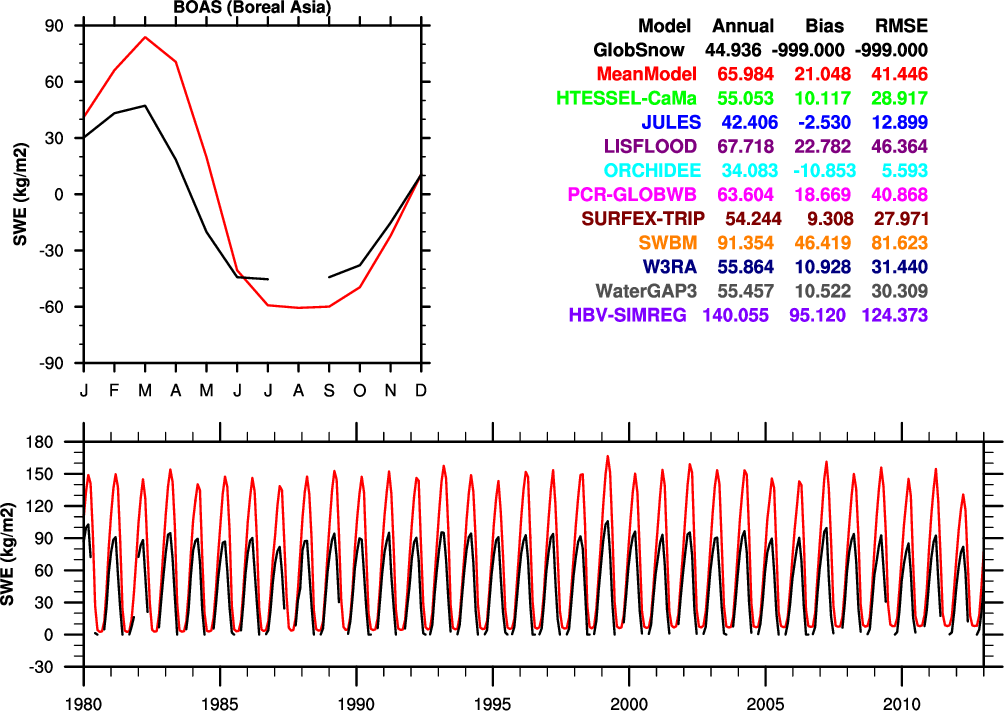 BOAS (Boreal Asia)
90
60
30
0
-30
-60
-90
SWE (kg/m2)
J F M A M J J A S O N D
Model Annual Bias RMSE
GlobSnow 44.936 -999.000 -999.000
MeanModel 65.984 21.048 41.446
HTESSEL-CaMa 55.053 10.117 28.917
JULES 42.406 -2.530 12.899
LISFLOOD 67.718 22.782 46.364
ORCHIDEE 34.083 -10.853 5.593
PCR-GLOBWB 63.604 18.669 40.868
SURFEX-TRIP 54.244 9.308 27.971
SWBM 91.354 46.419 81.623
W3RA 55.864 10.928 31.440
WaterGAP3 55.457 10.522 30.309
HBV-SIMREG 140.055 95.120 124.373
180
150
120
90
60
30
0
-30
SWE (kg/m2)
1980 1985 1990 1995 2000 2005 2010